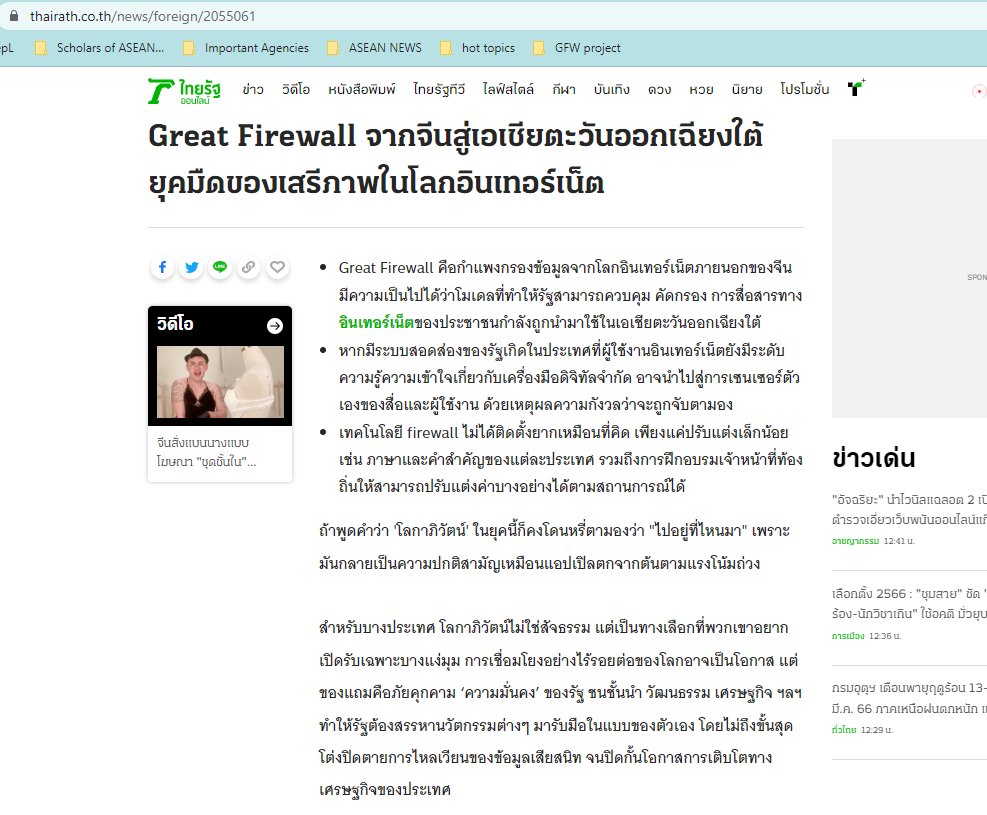 thairath.co.th/news/foreign/2055061
epL Scholars of ASEAN... Important Agencies ASEAN NEWS hot topics GFW project
ไทยรัฐ ข่าว วิดีโอ หนังสือพิมพ์ ไทยรัฐทีวี ไลฟ์สไตล์ กีฬา บันเทิง ดวง หวย นิยาย โปรโมชั่น
ออนไลน์
Great Firewall จากจีนสู่เอเชียตะวันออกเฉียงใต้
ยุคมืดของเสรีภาพในโลกอินเทอร์เน็ต
LINE
วิดีโอ
จีนสั่งแบนนางแบบ
โฆษณา "ชุดชั้นใน"...
Great Firewall คือกำแพงกรองข้อมูลจากโลกอินเทอร์เน็ตภายนอกของจีน
มีความเป็นไปได้ว่าโมเดลที่ทำให้รัฐสามารถควบคุม คัดกรอง การสื่อสารทาง
อินเทอร์เน็ตของประชาชนกำลังถูกนำมาใช้ในเอเชียตะวันออกเฉียงใต้
หากมีระบบสอดส่องของรัฐเกิดในประเทศที่ผู้ใช้งานอินเทอร์เน็ตยังมีระดับ
ความรู้ความเข้าใจเกี่ยวกับเครื่องมือดิจิทัลจำกัด อาจนำไปสู่การเซนเซอร์ตัว
เองของสื่อและผู้ใช้งาน ด้วยเหตุผลความกังวลว่าจะถูกจับตามอง
เทคโนโลยี firewall ไม่ได้ติดตั้งยากเหมือนที่คิด เพียงแค่ปรับแต่งเล็กน้อย
เช่น ภาษาและคำสำคัญของแต่ละประเทศ รวมถึงการฝึกอบรมเจ้าหน้าที่ท้อง
ถิ่นให้สามารถปรับแต่งค่าบางอย่างได้ตามสถานการณ์ได้
ถ้าพูดคำว่า 'โลกาภิวัตน์' ในยุคนี้ก็คงโดนหรี่ตามองว่า "ไปอยู่ที่ไหนมา" เพราะ
มันกลายเป็นความปกติสามัญเหมือนแอปเปิลตกจากต้นตามแรงโน้มถ่วง
สำหรับบางประเทศ โลกาภิวัตน์ไม่ใช่สัจธรรม แต่เป็นทางเลือกที่พวกเขาอยาก
เปิดรับเฉพาะบางแง่มุม การเชื่อมโยงอย่างไร้รอยต่อของโลกอาจเป็นโอกาส แต่
ของแถมคือภัยคุกคาม ‘ความมั่นคง’ ของรัฐ ชนชั้นนำ วัฒนธรรม เศรษฐกิจ ฯลฯ
ทำให้รัฐต้องสรรหานวัตกรรมต่างๆ มารับมือในแบบของตัวเอง โดยไม่ถึงขั้นสุด
โต่งปิดตายการไหลเวียนของข้อมูลเสียสนิท จนปิดกั้นโอกาสการเติบโตทาง
เศรษฐกิจของประเทศ
SPON
ข่าวเด่น
"อัจฉริยะ" นำไวนิลแฉลอต 2 เปิ
ตำรวจเอี่ยวเว็บพนันออนไลน์แก๊
อาชญากรรม 12:41 น.
เลือกตั้ง 2566 : "ชุมสาย" ซัด "
ร้อง-นักวิชาเกิน" ใช้อคติ มั่วยุบ
การเมือง 12:36 น.
กรมอุตุฯ เตือนพายุฤดูร้อน 13-
มี.ค. 66 ภาคเหนือฝนตกหนัก แ
ทั่วไทย 12:29 น.